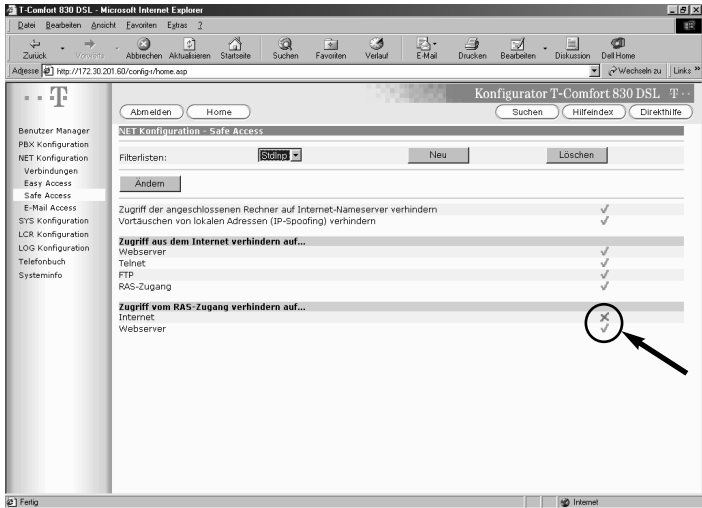 T-Comfort 830 DSL - Microsoft Internet Explorer
Datei Bearbeiten Ansicht Favoriten Extras ?
Zurück Vorwärts Abbrechen Aktualisieren Startseite Suchen Favoriten Verlauf E-Mail Drucken Bearbeiten Diskussion Dell Home
Adresse http://172.30.201.60/config-r/home.asp Wechseln zu Links »
Konfigurator T-Comfort 830 DSL T
T
Abmelden Home Suchen Hilfeindex Direkthilfe
Benutzer Manager
PBX Konfiguration
NET Konfiguration
Verbindungen
Easy Access
Safe Access
E-Mail Access
SYS Konfiguration
LCR Konfiguration
LOG Konfiguration
Telefonbuch
Systeminfo
NET Konfiguration - Safe Access
Filterlisten: StdInp Neu Löschen
Ändern
Zugriff der angeschlossenen Rechner auf Internet-Nameserver verhindern
Vortäuschen von lokalen Adressen (IP-Spoofing) verhindern
Zugriff aus dem Internet verhindern auf...
Webserver
Telnet
FTP
RAS-Zugang
Zugriff vom RAS-Zugang verhindern auf...
Internet
Webserver
Fertig Internet